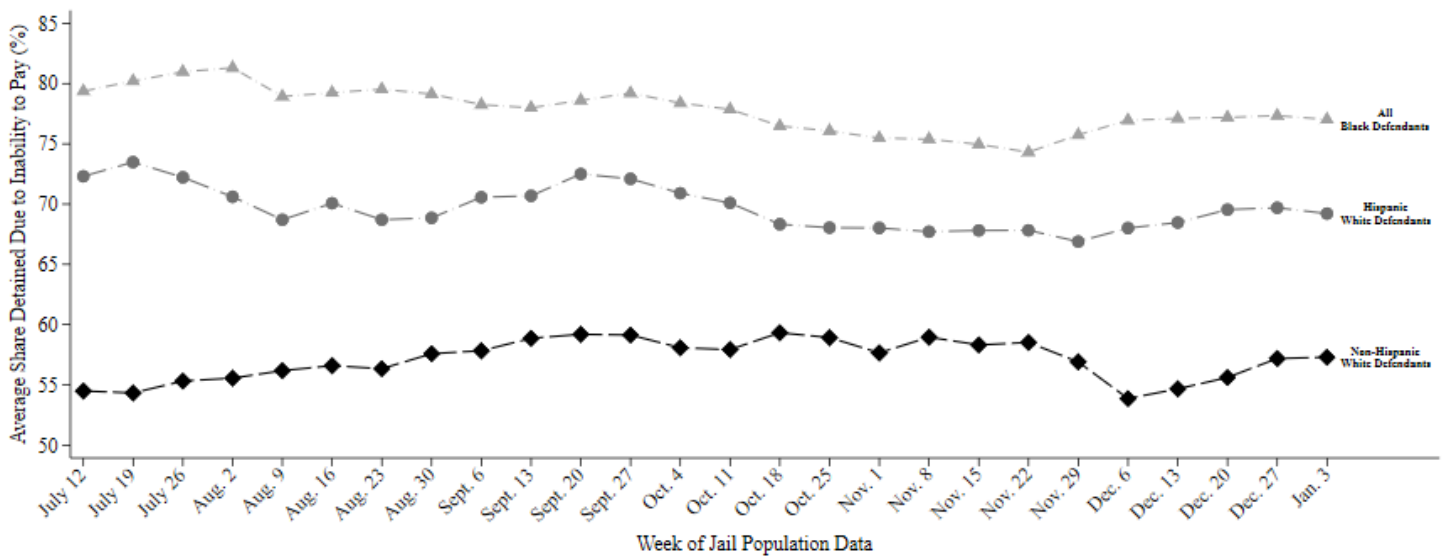 Average Share Detained Due to Inability to Pay (%)
85
80
75
70
65
60
55
50
All
Black Defendants
Hispanic
White Defendants
Non-Hispanic
White Defendants
July 12
July 19
July 26
Aug. 2
Aug. 9
Aug. 16
Aug. 23
Aug. 30
Sept. 6
Sept. 13
Sept. 20
Sept. 27
Oct. 4
Oct. 11
Oct. 18
Oct. 25
Nov. 1
Nov. 8
Nov. 15
Nov. 22
Nov. 29
Dec. 6
Dec. 13
Dec. 20
Dec. 27
Jan. 3
Week of Jail Population Data